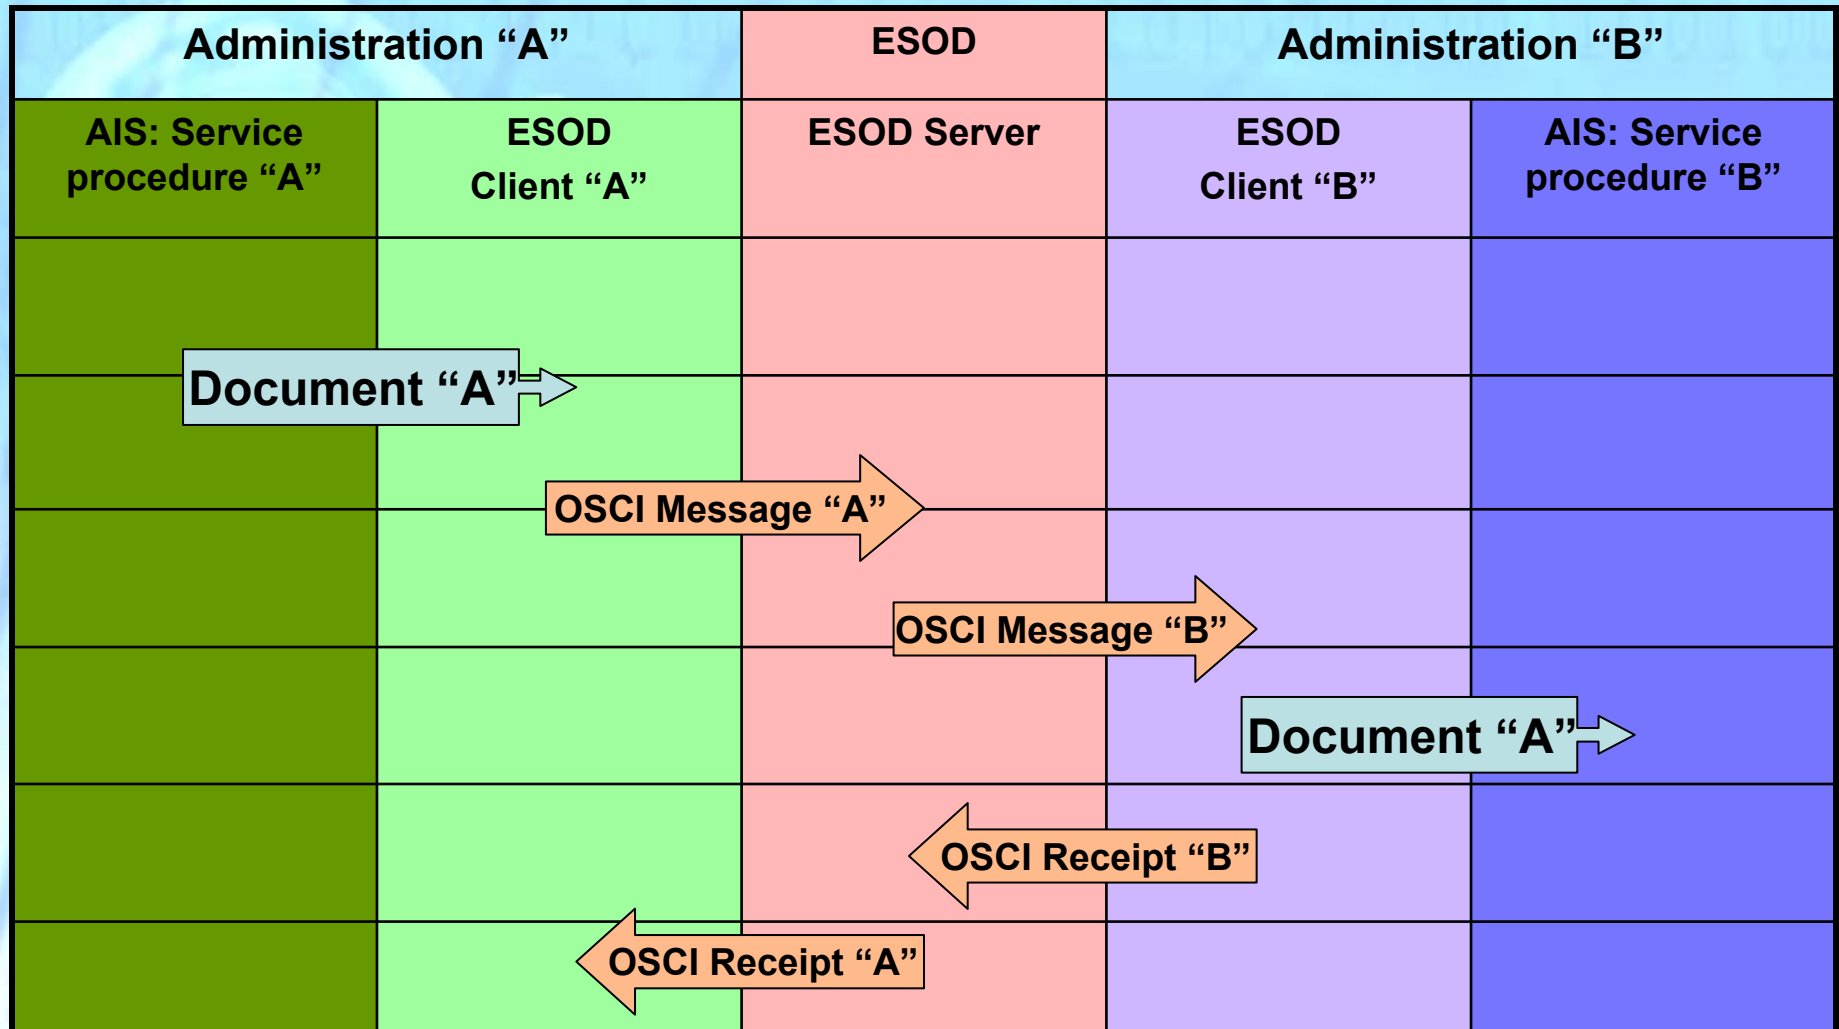 Administration “A”
ESOD
Administration “B”
AIS: Service
procedure “A”
ESOD
Client “A”
ESOD Server
ESOD
Client “B”
AIS: Service
procedure “B”
Document “A”
OSCI Message “A”
OSCI Message “B”
Document “A”
OSCI Receipt “B”
OSCI Receipt “A”